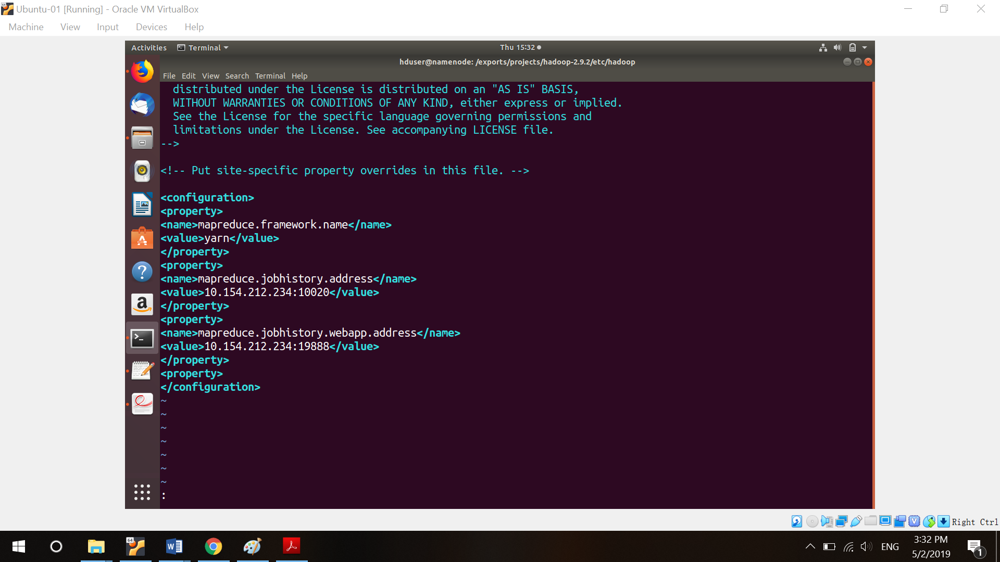 Ubuntu-01 [Running] - Oracle VM VirtualBox
Machine View Input Devices Help
Activities Terminal Thu 15:32
hduser@namenode: /exports/projects/hadoop-2.9.2/etc/hadoop
File Edit View Search Terminal Help
distributed under the License is distributed on an "AS IS" BASIS,
WITHOUT WARRANTIES OR CONDITIONS OF ANY KIND, either express or implied.
See the License for the specific language governing permissions and
limitations under the License. See accompanying LICENSE file.
-->
<!-- Put site-specific property overrides in this file. -->
<configuration>
<property>
<name>mapreduce.framework.name</name>
<value>yarn</value>
</property>
<property>
<name>mapreduce.jobhistory.address</name>
<value>10.154.212.234:10020</value>
</property>
<property>
<name>mapreduce.jobhistory.webapp.address</name>
<value>10.154.212.234:19888</value>
</property>
<property>
</configuration>
~
~
~
~
~
~
~
:
Right Ctrl
64
W
ENG
3:32 PM
5/2/2019
1